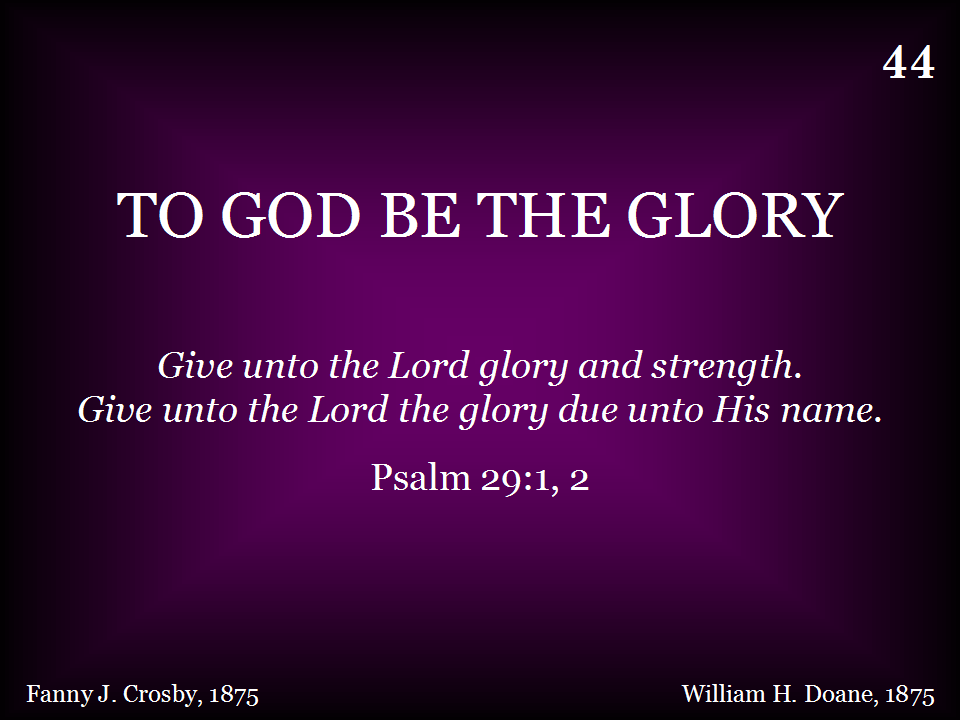 44
TO GOD BE THE GLORY
Give unto the Lord glory and strength.
Give unto the Lord the glory due unto His name.
Psalm 29:1, 2
Fanny J. Crosby, 1875
William H. Doane, 1875